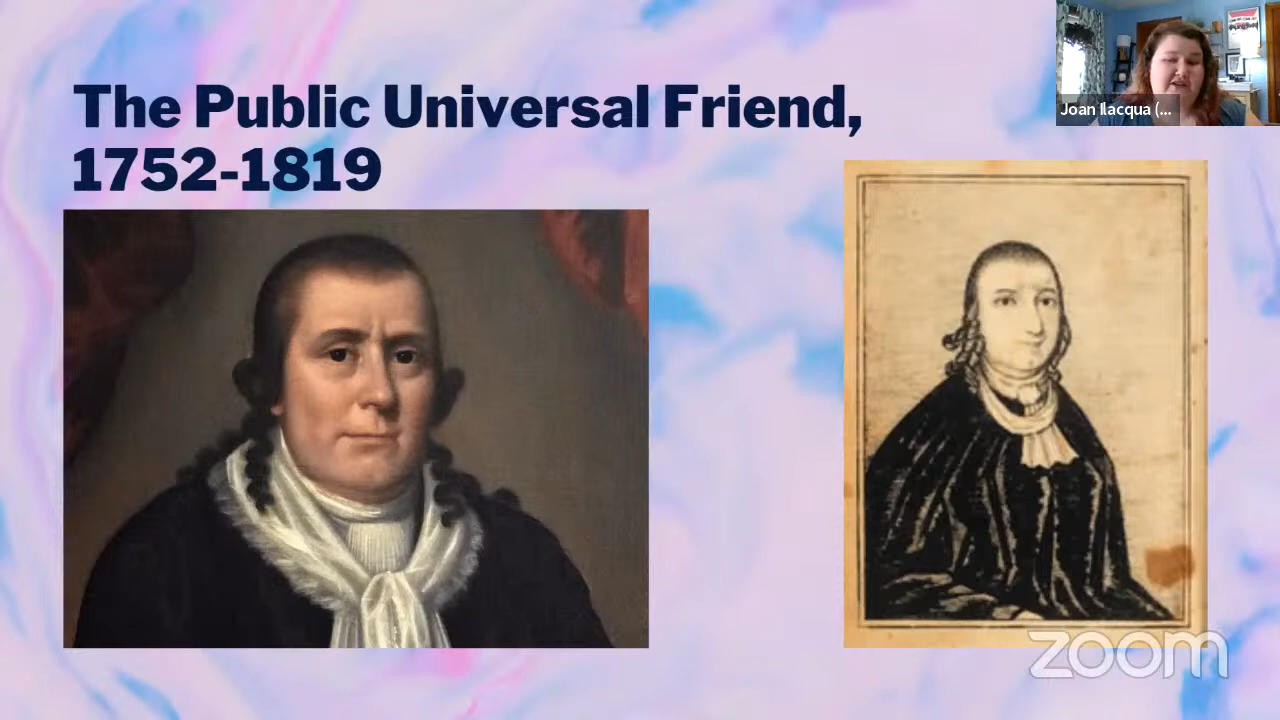 The Public Universal Friend,
1752-1819
Joan Ilacqua (...
zoom